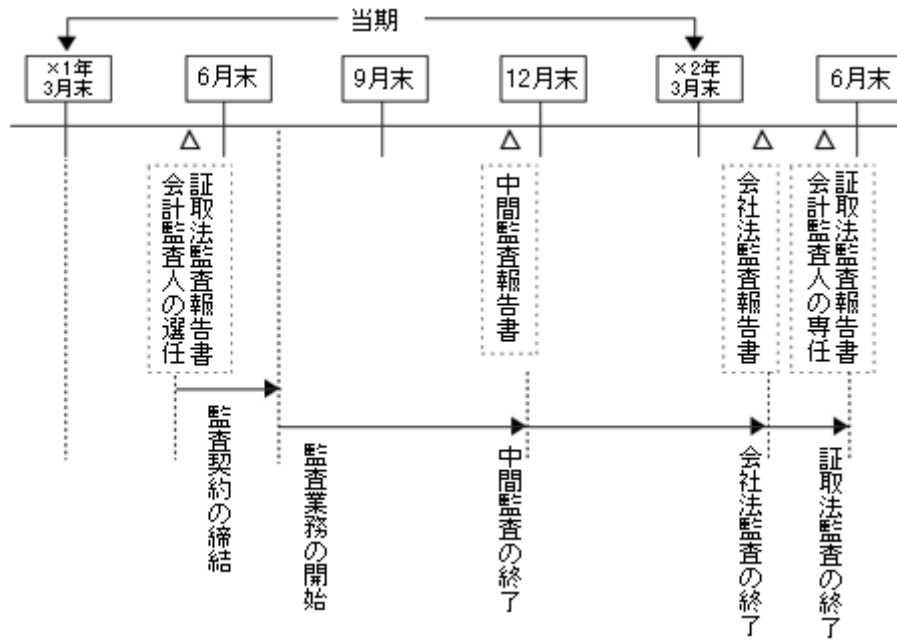 当期
×1年
3月末
6月末
9月末
12月末
×2年
3月末
6月末
証取法監査報告書
会計監査人の選任
中間監査報告書
会社法監査報告書
証取法監査報告書
会計監査人の専任
監査契約の締結
監査業務の開始
中間監査の終了
会社法監査の終了
証取法監査の終了